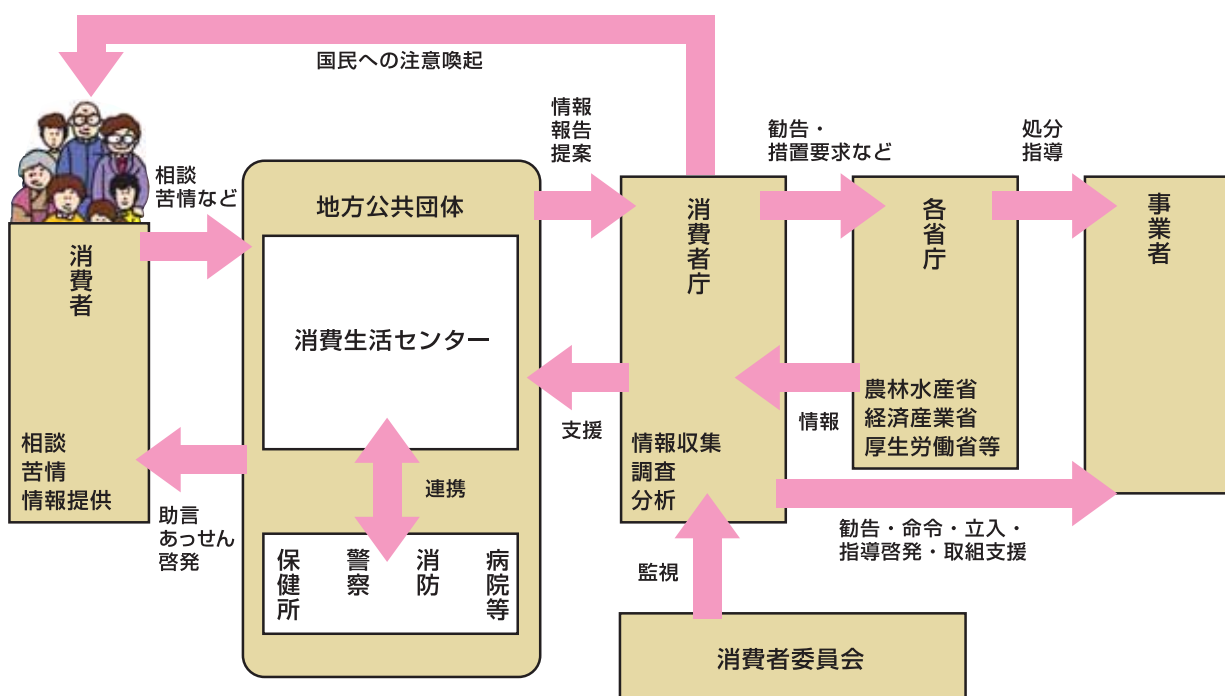 国民への注意喚起
相談
苦情など
消費者
相談
苦情
情報提供
助言
あっせん
啓発
地方公共団体
消費生活センター
連携
保健所
警察
消防
病院等
情報
報告
提案
支援
消費者庁
情報収集
調査
分析
監視
消費者委員会
勧告・
措置要求など
情報
各省庁
農林水産省
経済産業省
厚生労働省等
処分
指導
事業者
勧告・命令・立入・
指導啓発・取組支援